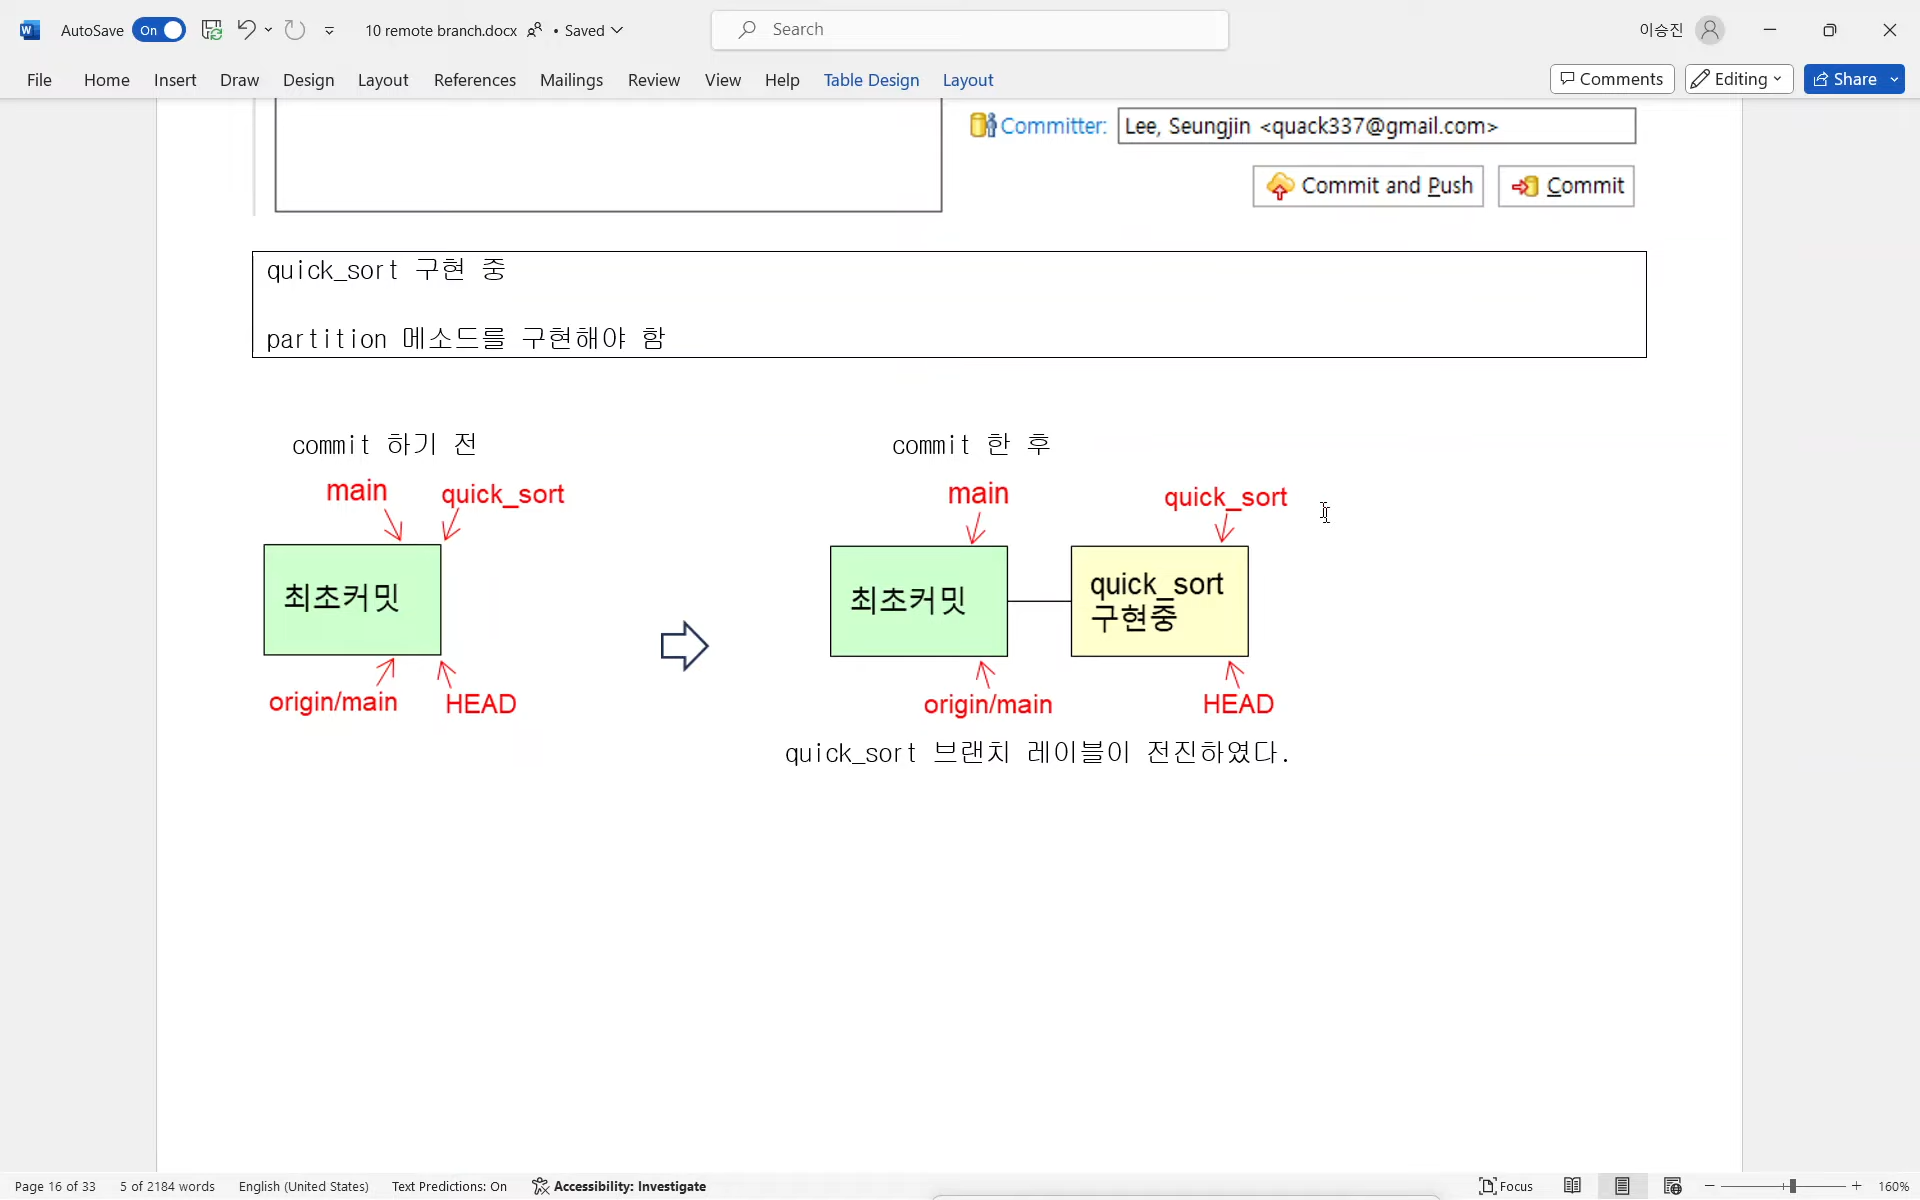 AutoSave On 10 remote branch.docx • Saved Search 이승진
File Home Insert Draw Design Layout References Mailings Review View Help Table Design Layout Comments Editing Share
Committer: Lee, Seungjin <quack337@gmail.com>
Commit and Push Commit
quick_sort 구현 중
partition 메소드를 구현해야 함
commit 하기 전
commit 한 후
main quick_sort
최초커밋
origin/main HEAD
main quick_sort
최초커밋
quick_sort
구현중
origin/main HEAD
quick_sort 브랜치 레이블이 전진하였다.
Page 16 of 33 5 of 2184 words English (United States) Text Predictions: On Accessibility: Investigate Focus 160%